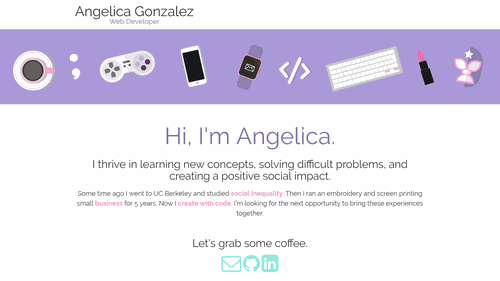 Angelica Gonzalez
Web Developer
;
</>
Hi, I'm Angelica.
I thrive in learning new concepts, solving difficult problems, and
creating a positive social impact.
Some time ago I went to UC Berkeley and studied social inequality. Then I ran an embroidery and screen printing
small business for 5 years. Now I create with code. I'm looking for the next opportunity to bring these experiences
together.
Let's grab some coffee.
in